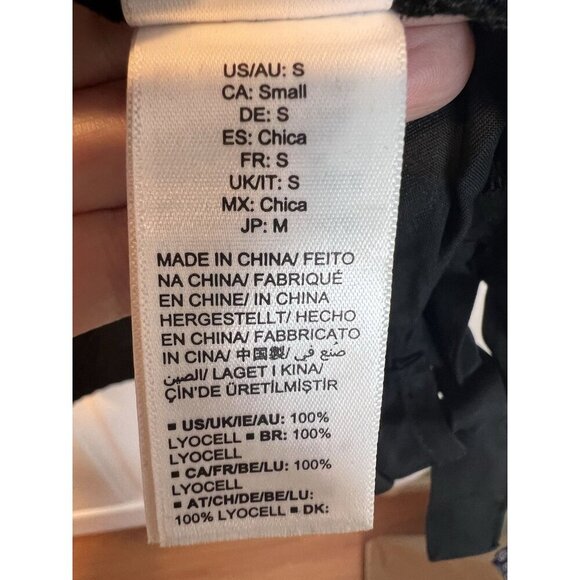 US/AU: S
CA: Small
DE: S
ES: Chica
FR: S
UK/IT: S
MX: Chica
JP: M
MADE IN CHINA/ FEITO
NA CHINA/ FABRIQUÉ
EN CHINE/ IN CHINA
HERGESTELLT/ HECHO
EN CHINA/ FABBRICATO
IN CINA/ 中国製/ صنع في
الصين/ LAGET I KINA/
ÇİN'DE ÜRETİLMİŞTİR
■ US/UK/IE/AU: 100%
LYOCELL ■ BR: 100%
LYOCELL
■ CA/FR/BE/LU: 100%
LYOCELL
■ AT/CH/DE/BE/LU:
100% LYOCELL ■ DK: